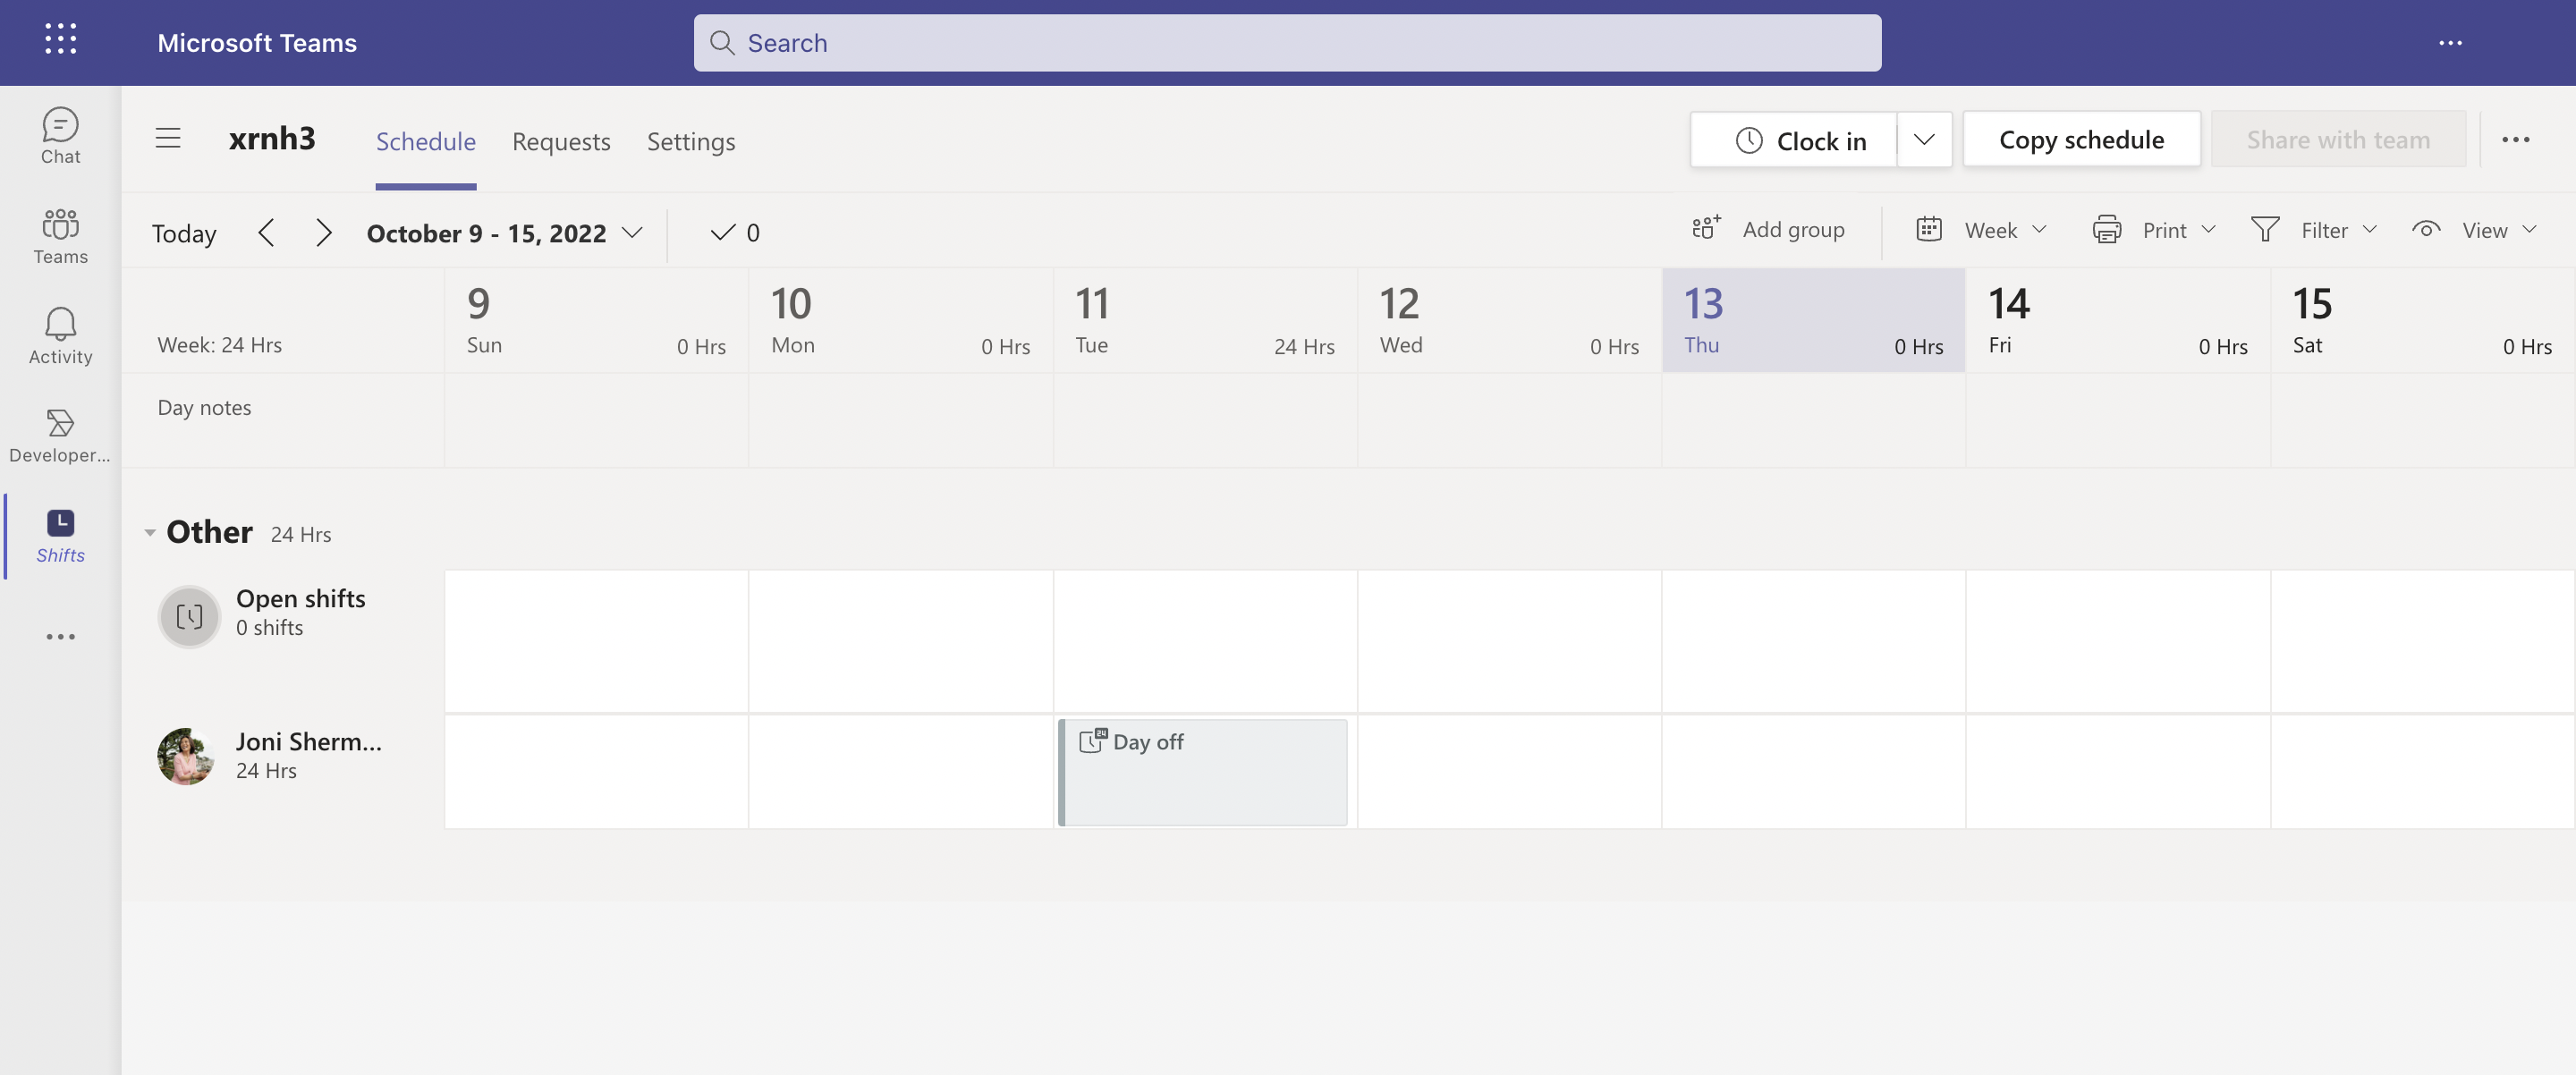 Microsoft Teams
Search
Chat
Teams
Activity
Developer...
Shifts
xrnh3
Schedule
Requests
Settings
Clock in
Copy schedule
Share with team
Today
October 9 - 15, 2022
0
Add group
Week
Print
Filter
View
Week: 24 Hrs
9
Sun
0 Hrs
10
Mon
0 Hrs
11
Tue
24 Hrs
12
Wed
0 Hrs
13
Thu
0 Hrs
14
Fri
0 Hrs
15
Sat
0 Hrs
Day notes
Other 24 Hrs
Open shifts
0 shifts
Joni Sherm...
24 Hrs
24
Day off